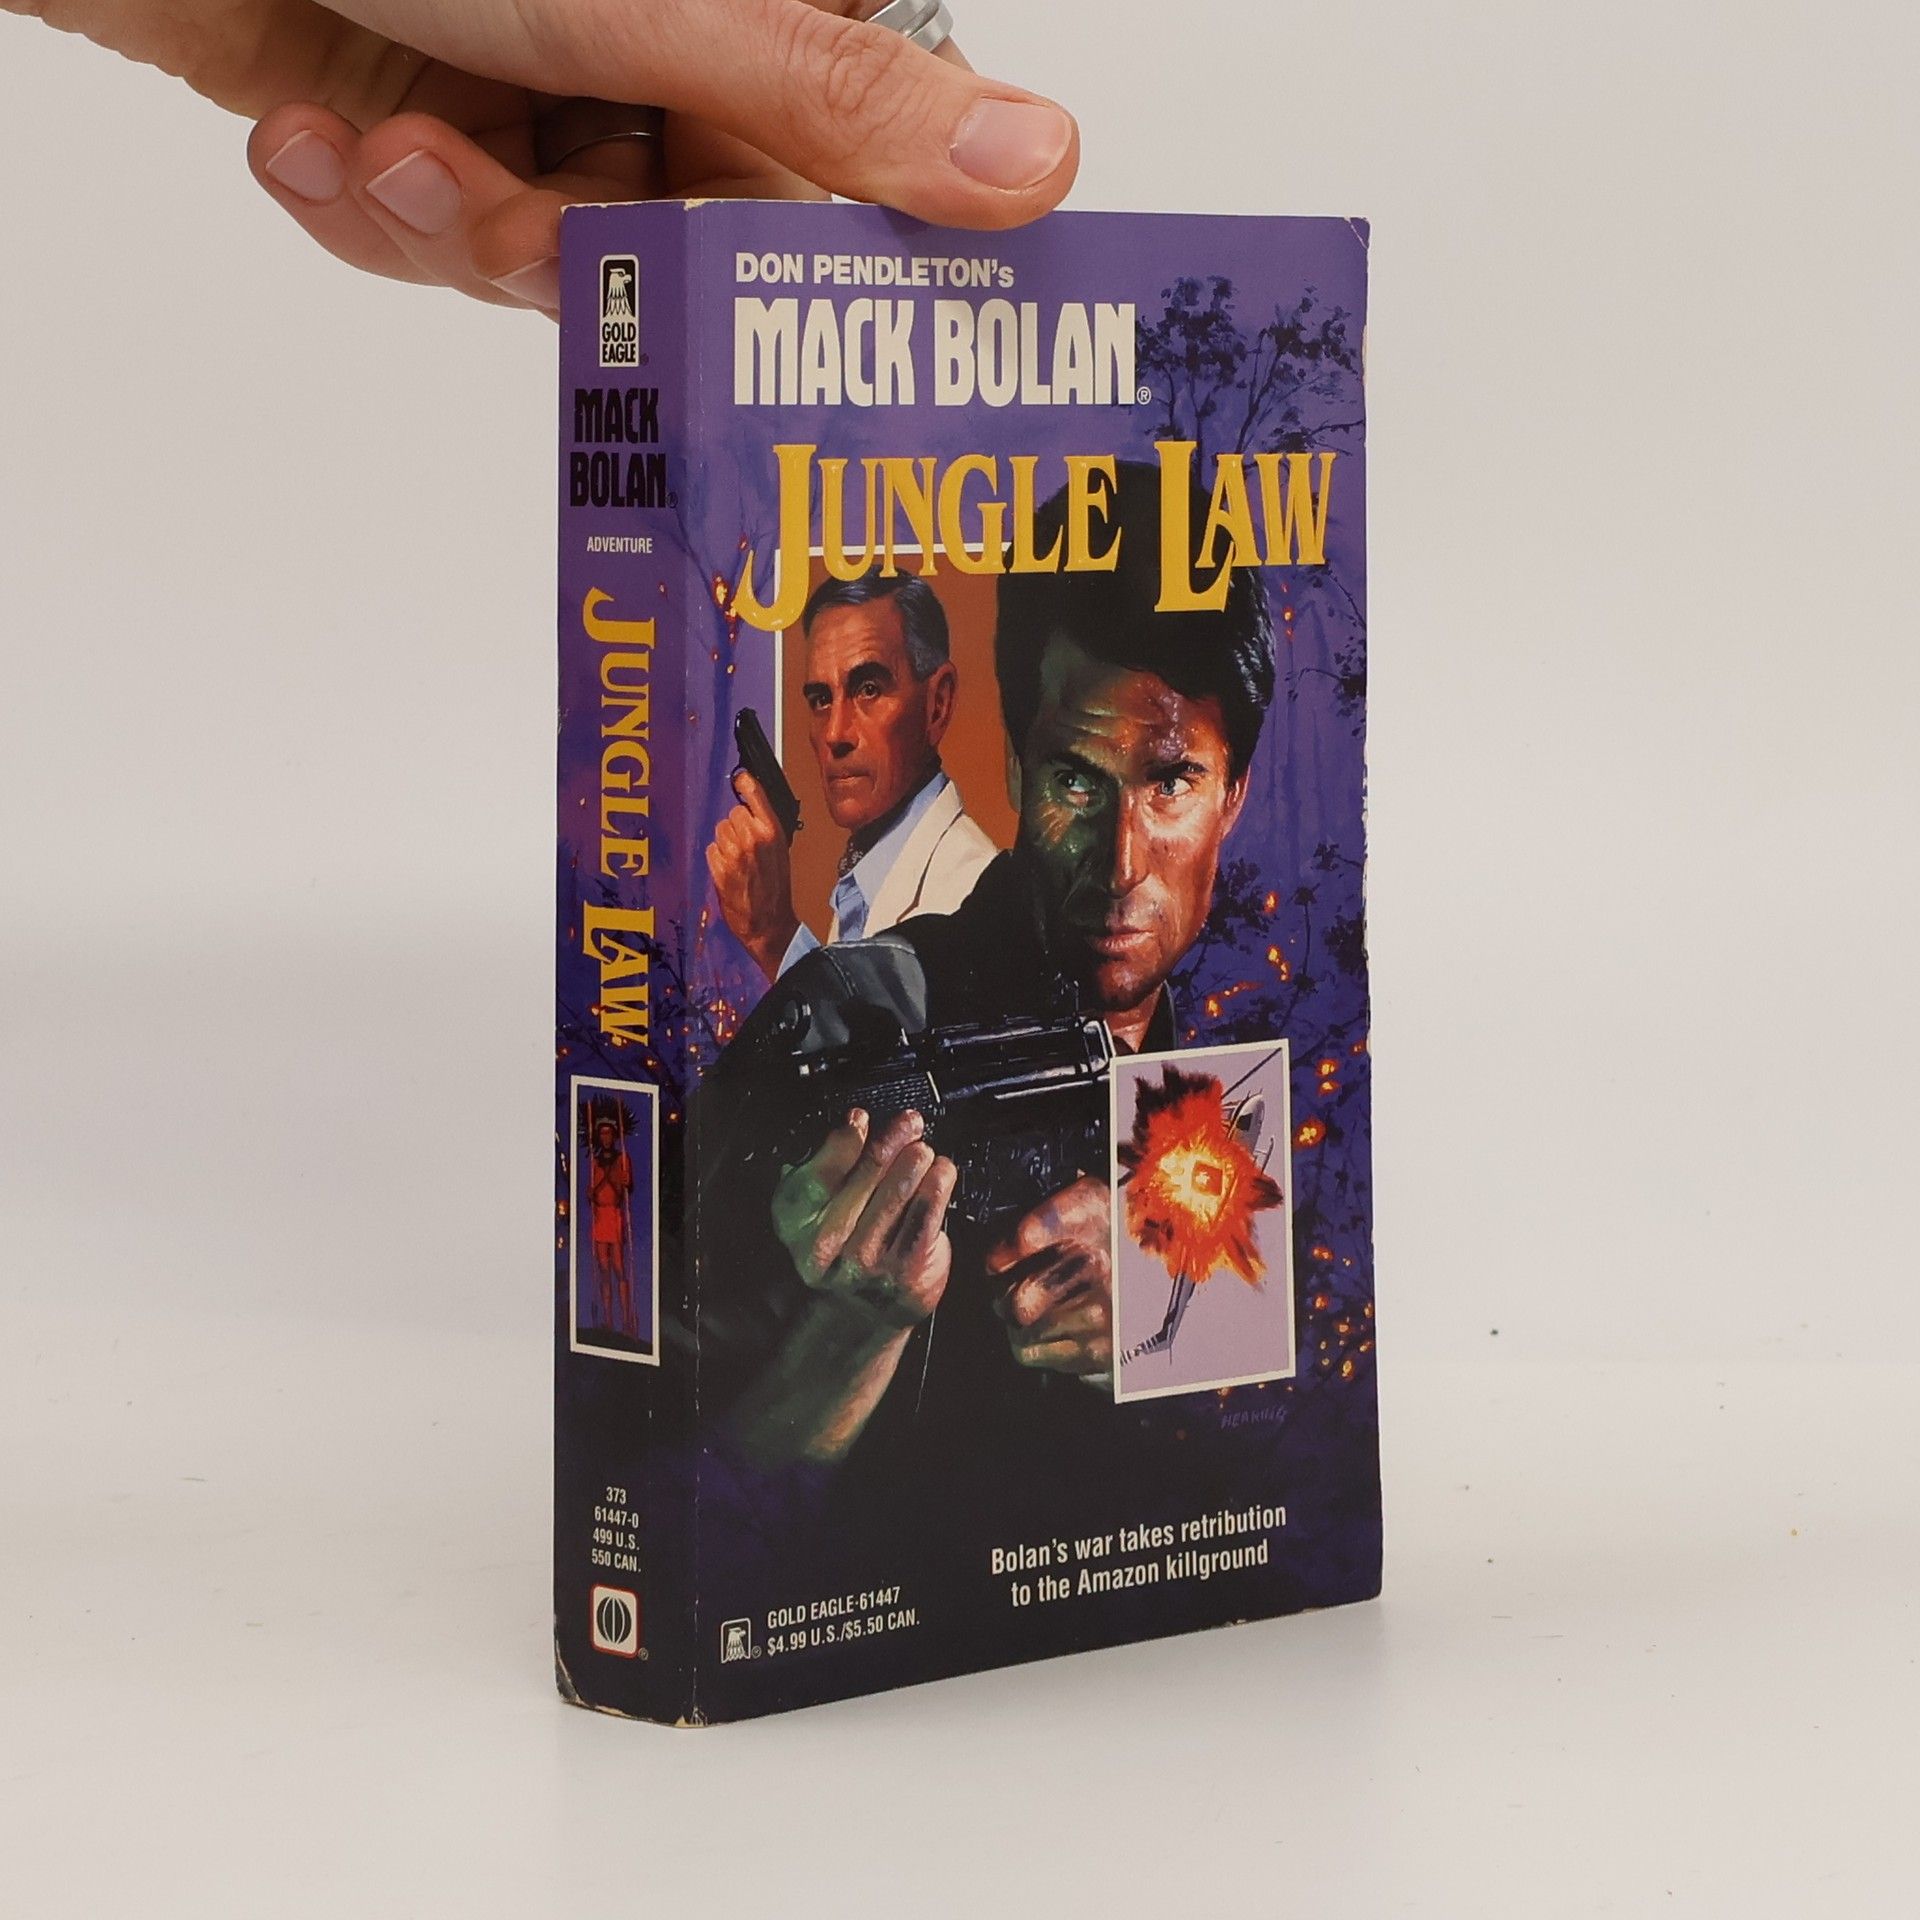 GOLD
EAGLE®
MACK
BOLAN®
ADVENTURE
JUNGLE LAW
373
61447-0
499 U.S.
550 CAN.
®
DON PENDLETON's
MACK BOLAN®
JUNGLE LAW
HEARING
Bolan's war takes retribution
to the Amazon killground
®
GOLD EAGLE•61447
$4.99 U.S./$5.50 CAN.